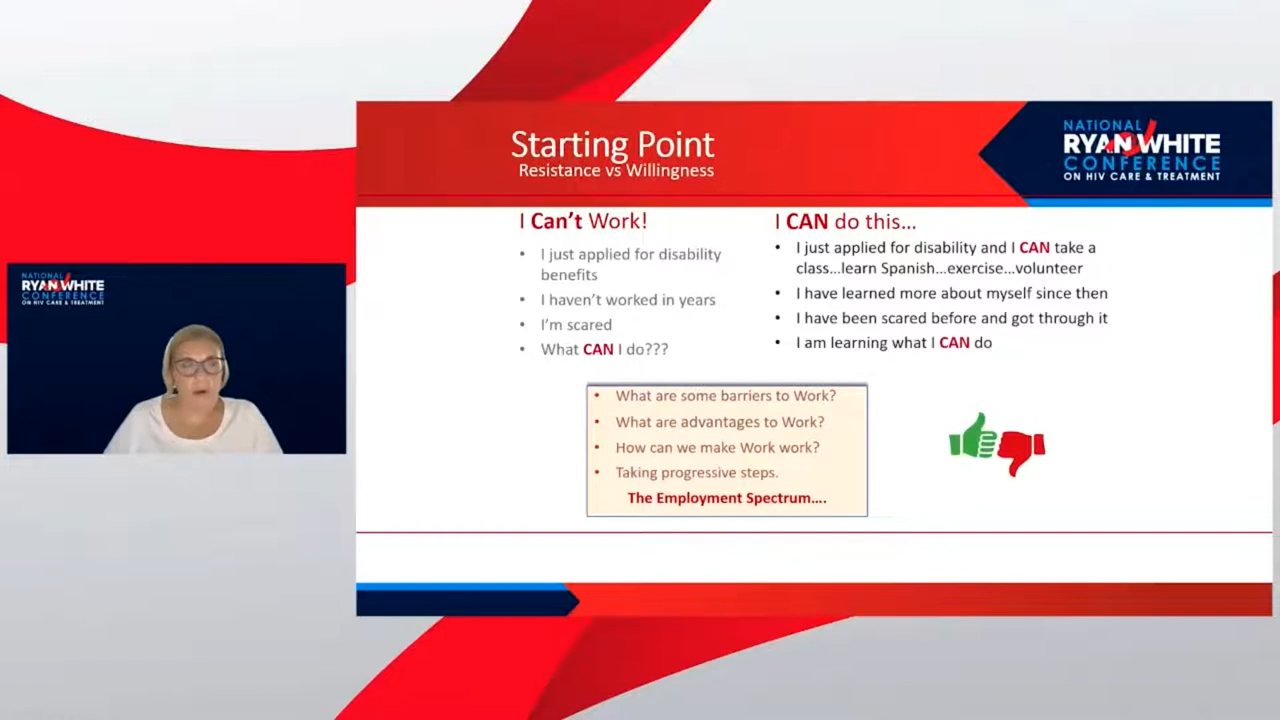 Starting Point
Resistance vs Willingness
NATIONAL
RYAN WHITE
CONFERENCE
ON HIV CARE & TREATMENT
I Can't Work!
• I just applied for disability
benefits
• I haven't worked in years
• I'm scared
• What CAN I do???
I CAN do this...
• I just applied for disability and I CAN take a
class...learn Spanish...exercise...volunteer
• I have learned more about myself since then
• I have been scared before and got through it
• I am learning what I CAN do
• What are some barriers to Work?
• What are advantages to Work?
• How can we make Work work?
• Taking progressive steps.
The Employment Spectrum....
NATIONAL
RYAN WHITE
CONFERENCE
ON HIV CARE & TREATMENT